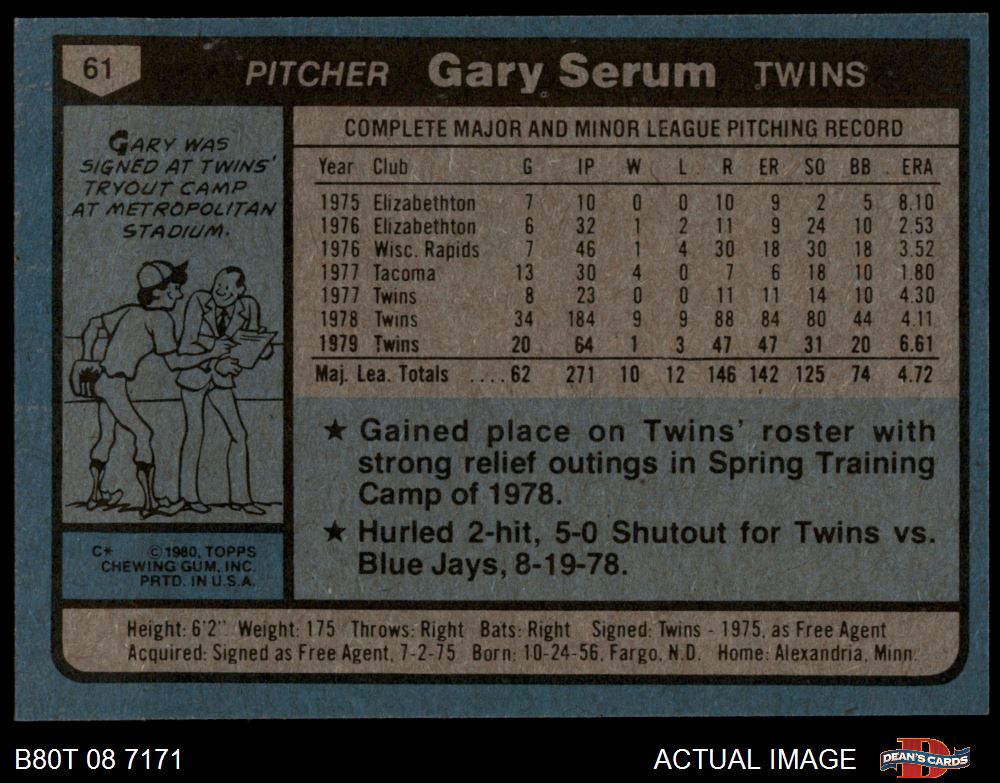 61 PITCHER Gary Serum TWINS
GARY WAS
SIGNED AT TWINS'
TRYOUT CAMP
AT METROPOLITAN
STADIUM.
COMPLETE MAJOR AND MINOR LEAGUE PITCHING RECORD
Year Club G IP W L R ER SO BB ERA
1975 Elizabethton 7 10 0 0 10 9 2 5 8.10
1976 Elizabethton 6 32 1 2 11 9 24 10 2.53
1976 Wisc. Rapids 7 46 1 4 30 18 30 18 3.52
1977 Tacoma 13 30 4 0 7 6 18 10 1.80
1977 Twins 8 23 0 0 11 11 14 10 4.30
1978 Twins 34 184 9 9 88 84 80 44 4.11
1979 Twins 20 64 1 3 47 47 31 20 6.61
Maj. Lea. Totals ....62 271 10 12 146 142 125 74 4.72
★ Gained place on Twins' roster with
strong relief outings in Spring Training
Camp of 1978.
★ Hurled 2-hit, 5-0 Shutout for Twins vs.
Blue Jays, 8-19-78.
C* © 1980, TOPPS
CHEWING GUM, INC.
PRTD. IN U.S.A.
Height: 6'2" Weight: 175 Throws: Right Bats: Right Signed: Twins - 1975, as Free Agent
Acquired: Signed as Free Agent, 7-2-75 Born: 10-24-56, Fargo, N.D. Home: Alexandria, Minn.
B80T 08 7171 ACTUAL IMAGE DEAN'S CARDS